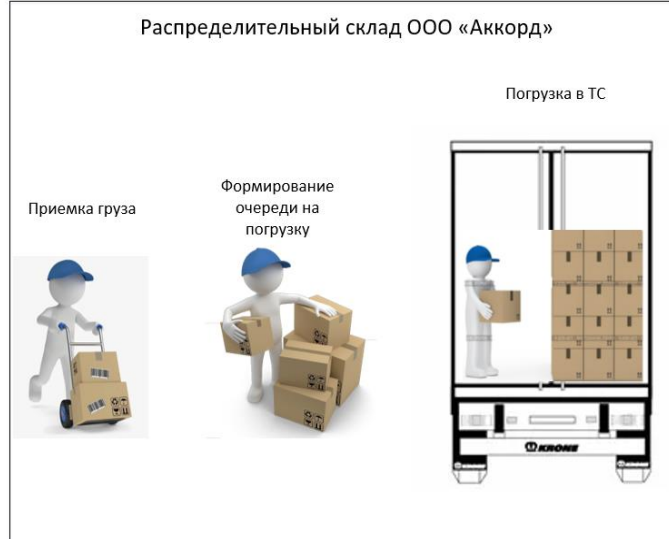 Распределительный склад ООО «Аккорд»
Погрузка в ТС
Формирование
очереди на
погрузку
Приемка груза
KRONE